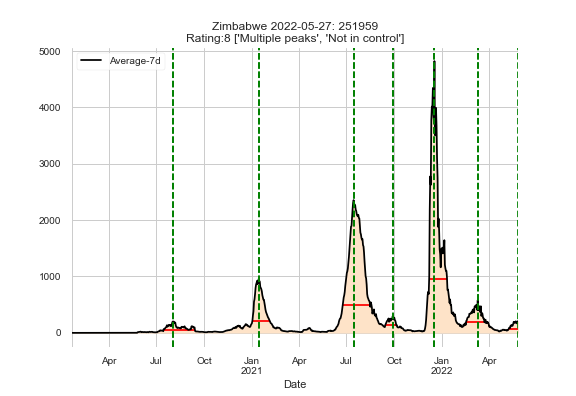 Zimbabwe 2022-05-27: 251959
Rating:8 ['Multiple peaks', 'Not in control']
Average-7d
5000
4000
3000
2000
1000
0
Apr Jul Oct Jan Apr Jul Oct Jan Apr
2021 2022
Date